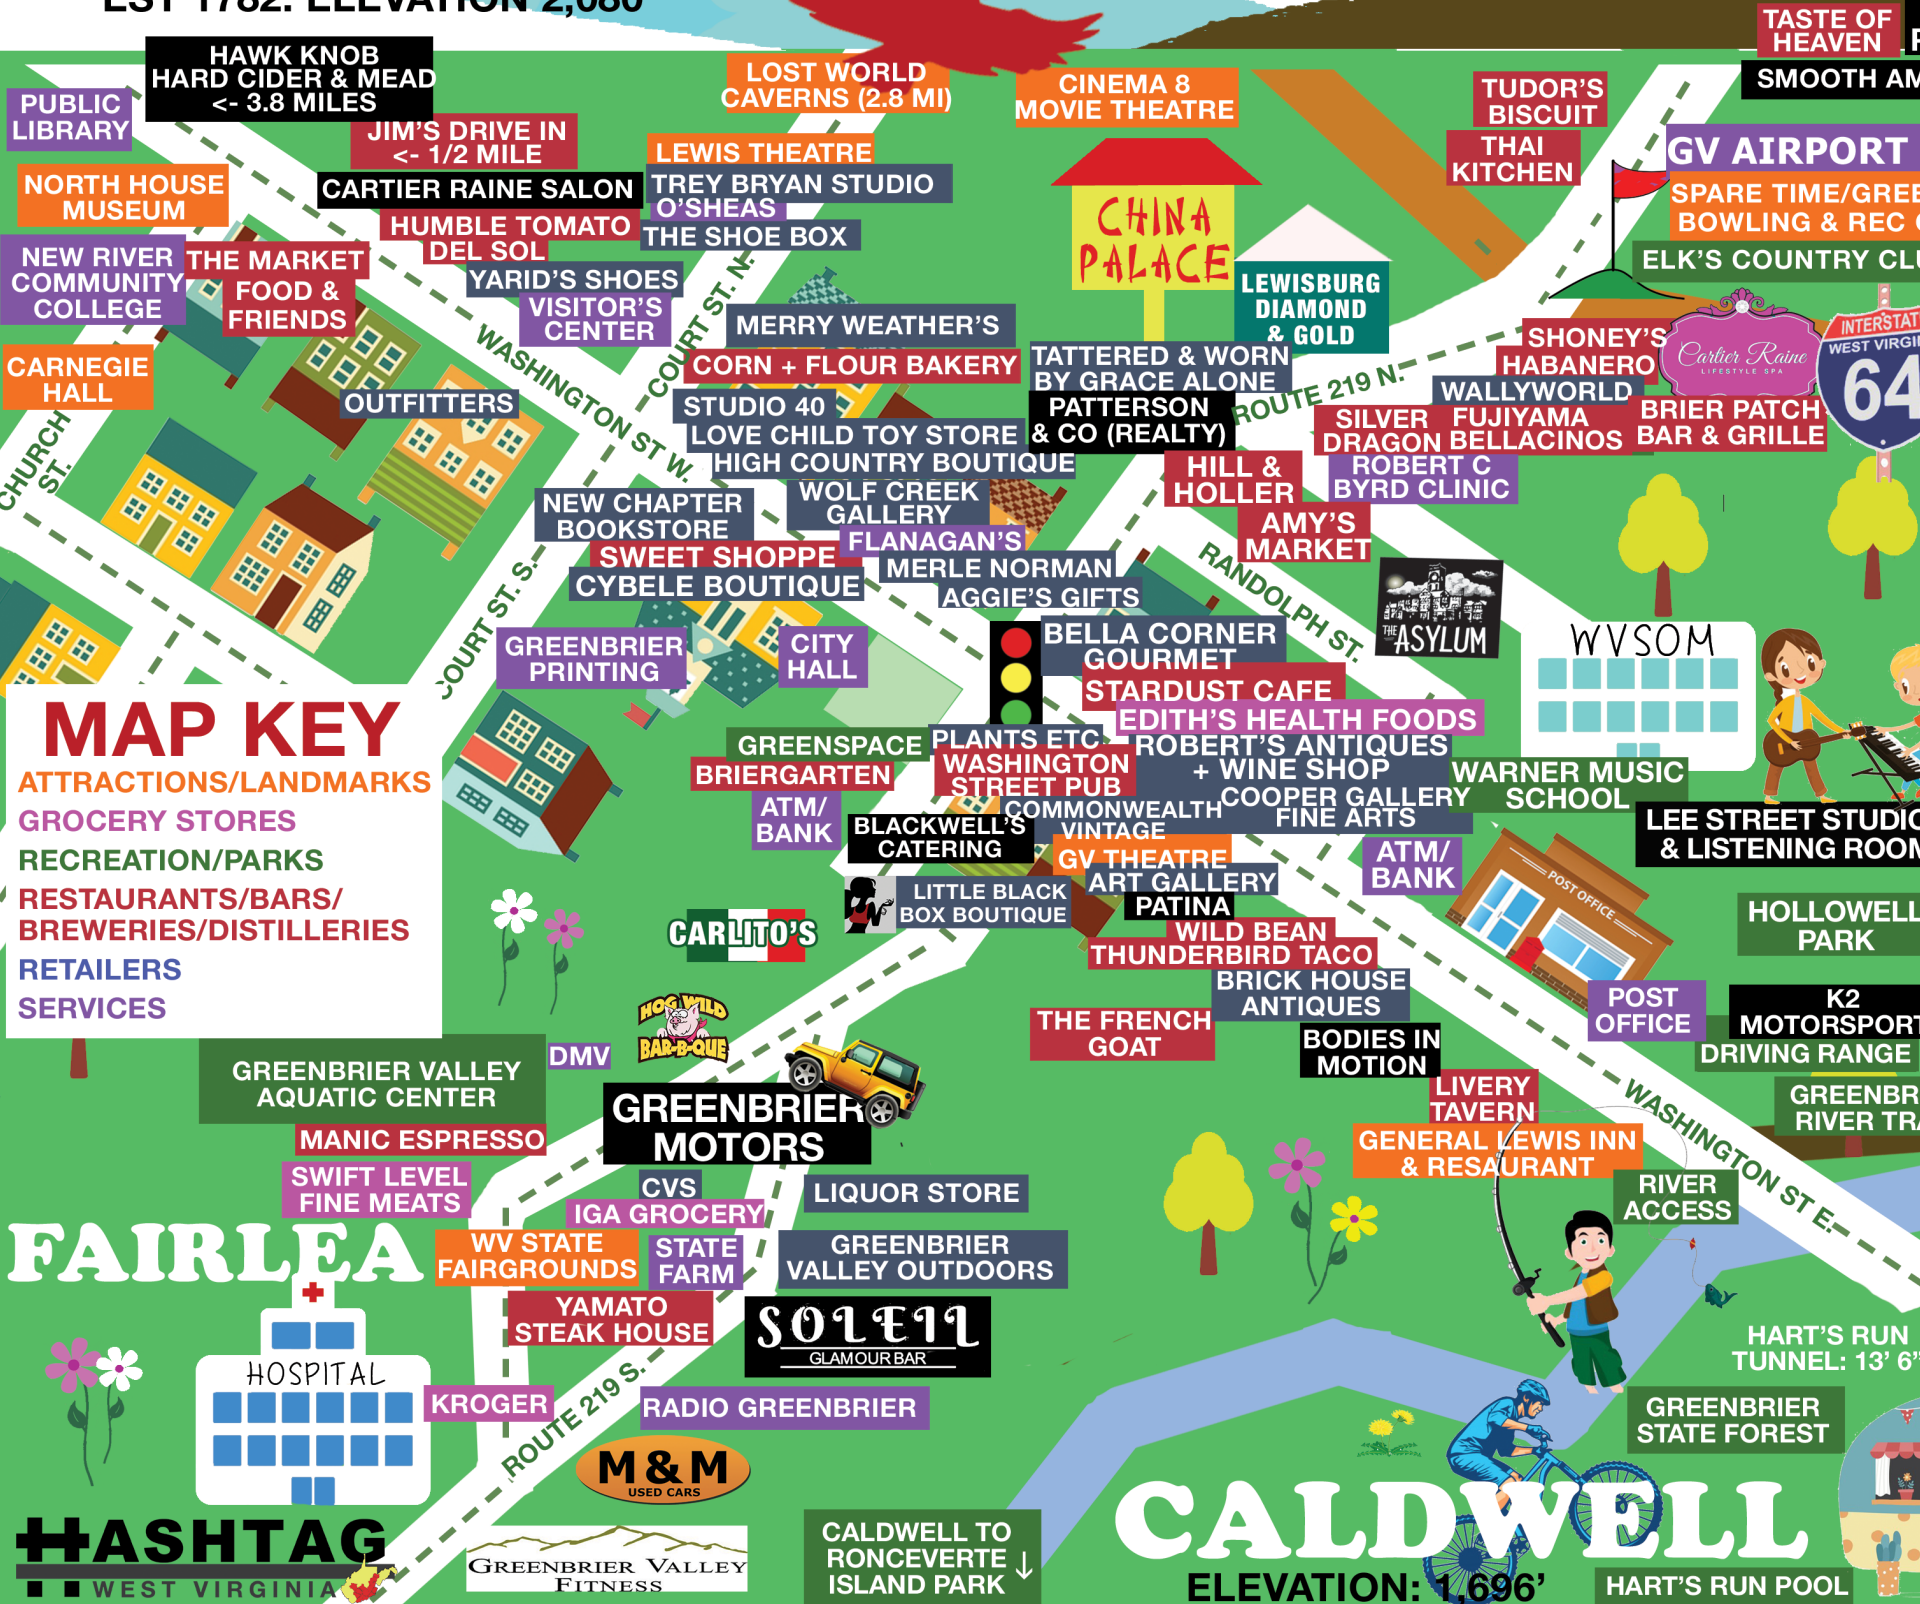 EST 1782. ELEVATION 2,080'
HAWK KNOB
HARD CIDER & MEAD
<- 3.8 MILES
PUBLIC
LIBRARY
JIM'S DRIVE IN
<- 1/2 MILE
LOST WORLD
CAVERNS (2.8 MI)
CINEMA 8
MOVIE THEATRE
TUDOR'S
BISCUIT
THAI
KITCHEN
TASTE OF
HEAVEN
SMOOTH AM
GV AIRPORT
SPARE TIME/GREE
BOWLING & REC
ELK'S COUNTRY CLU
NORTH HOUSE
MUSEUM
CARTIER RAINE SALON
LEWIS THEATRE
TREY BRYAN STUDIO
O'SHEAS
THE SHOE BOX
HUMBLE TOMATO
DEL SOL
YARID'S SHOES
VISITOR'S
CENTER
NEW RIVER
COMMUNITY
COLLEGE
THE MARKET
FOOD &
FRIENDS
CARNEGIE
HALL
CHURCH
ST.
OUTFITTERS
WASHINGTON ST W.
COURT ST. N.
CHINA
PALACE
LEWISBURG
DIAMOND
& GOLD
MERRY WEATHER'S
CORN + FLOUR BAKERY
STUDIO 40
LOVE CHILD TOY STORE
HIGH COUNTRY BOUTIQUE
TATTERED & WORN
BY GRACE ALONE
PATTERSON
& CO (REALTY)
ROUTE 219 N.
SHONEY'S
HABANERO
WALLYWORLD
Cartier Raine
LIFESTYLE SPA
INTERSTAT
WEST VIRGIN
64
SILVER
DRAGON
FUJIYAMA
BELLACINOS
BRIER PATCH
BAR & GRILLE
ROBERT C
BYRD CLINIC
HILL &
HOLLER
AMY'S
MARKET
NEW CHAPTER
BOOKSTORE
WOLF CREEK
GALLERY
FLANAGAN'S
SWEET SHOPPE
CYBELE BOUTIQUE
MERLE NORMAN
AGGIE'S GIFTS
RANDOLPH ST.
THE
ASYLUM
WVSOM
COURT ST. S.
GREENBRIER
PRINTING
CITY
HALL
BELLA CORNER
GOURMET
STARDUST CAFE
EDITH'S HEALTH FOODS
GREENSPACE
BRIERGARTEN
ATM/
BANK
PLANTS ETC
WASHINGTON
STREET PUB
ROBERT'S ANTIQUES
+ WINE SHOP
COOPER GALLERY
FINE ARTS
COMMONWEALTH
VINTAGE
BLACKWELL'S
CATERING
WARNER MUSIC
SCHOOL
LEE STREET STUDIO
& LISTENING ROOM
GV THEATRE
ART GALLERY
PATINA
ATM/
BANK
LITTLE BLACK
BOX BOUTIQUE
CARLITO'S
WILD BEAN
THUNDERBIRD TACO
BRICK HOUSE
ANTIQUES
THE FRENCH
GOAT
BODIES IN
MOTION
POST OFFICE
POST
OFFICE
HOLLOWELL
PARK
K2
MOTORSPORT
DRIVING RANGE
GREENBR
RIVER TRA
MAP KEY
ATTRACTIONS/LANDMARKS
GROCERY STORES
RECREATION/PARKS
RESTAURANTS/BARS/
BREWERIES/DISTILLERIES
RETAILERS
SERVICES
GREENBRIER VALLEY
AQUATIC CENTER
DMV
HOG WILD
BAR-B-QUE
GREENBRIER
MOTORS
MANIC ESPRESSO
SWIFT LEVEL
FINE MEATS
FAIRLEA
CVS
IGA GROCERY
LIQUOR STORE
WV STATE
FAIRGROUNDS
STATE
FARM
GREENBRIER
VALLEY OUTDOORS
YAMATO
STEAK HOUSE
SOLEIL
GLAMOUR BAR
LIVERY
TAVERN
GENERAL LEWIS INN
& RESAURANT
WASHINGTON ST E.
RIVER
ACCESS
HOSPITAL
KROGER
ROUTE 219 S.
RADIO GREENBRIER
M & M
USED CARS
HART'S RUN
TUNNEL: 13' 6"
GREENBRIER
STATE FOREST
HASHTAG
WEST VIRGINIA
GREENBRIER VALLEY
FITNESS
CALDWELL TO
RONCEVERTE
ISLAND PARK ↓
CALDWELL
ELEVATION: 1,696'
HART'S RUN POOL